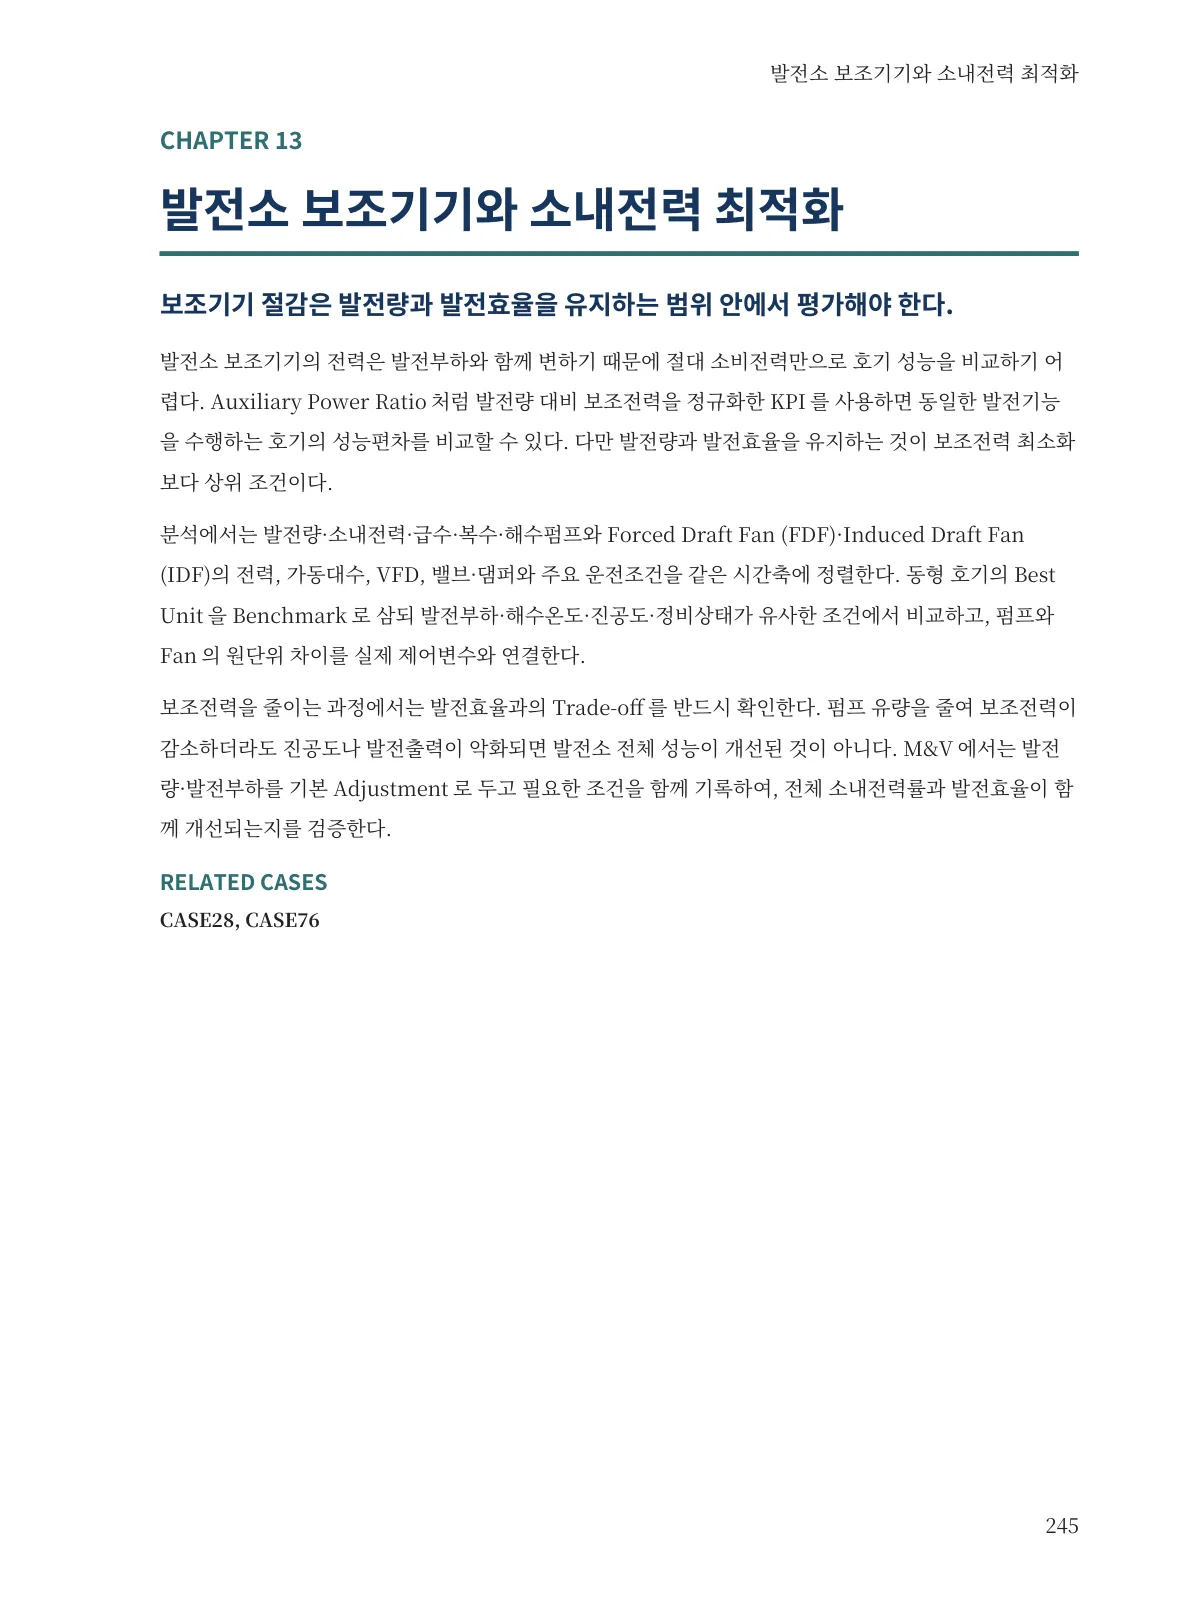 발전소 보조기기와 소내전력 최적화
CHAPTER 13
발전소 보조기기와 소내전력 최적화
보조기기 절감은 발전량과 발전효율을 유지하는 범위 안에서 평가해야 한다.
발전소 보조기기의 전력은 발전부하와 함께 변하기 때문에 절대 소비전력만으로 호기 성능을 비교하기 어
렵다. Auxiliary Power Ratio 처럼 발전량 대비 보조전력을 정규화한 KPI 를 사용하면 동일한 발전기능
을 수행하는 호기의 성능편차를 비교할 수 있다. 다만 발전량과 발전효율을 유지하는 것이 보조전력 최소화
보다 상위 조건이다.
분석에서는 발전량·소내전력·급수·복수·해수펌프와 Forced Draft Fan (FDF)·Induced Draft Fan
(IDF)의 전력, 가동대수, VFD, 밸브·댐퍼와 주요 운전조건을 같은 시간축에 정렬한다. 동형 호기의 Best
Unit 을 Benchmark 로 삼되 발전부하·해수온도·진공도·정비상태가 유사한 조건에서 비교하고, 펌프와
Fan 의 원단위 차이를 실제 제어변수와 연결한다.
보조전력을 줄이는 과정에서는 발전효율과의 Trade-off 를 반드시 확인한다. 펌프 유량을 줄여 보조전력이
감소하더라도 진공도나 발전출력이 악화되면 발전소 전체 성능이 개선된 것이 아니다. M&V 에서는 발전
량·발전부하를 기본 Adjustment 로 두고 필요한 조건을 함께 기록하여, 전체 소내전력률과 발전효율이 함
께 개선되는지를 검증한다.
RELATED CASES
CASE28, CASE76
245